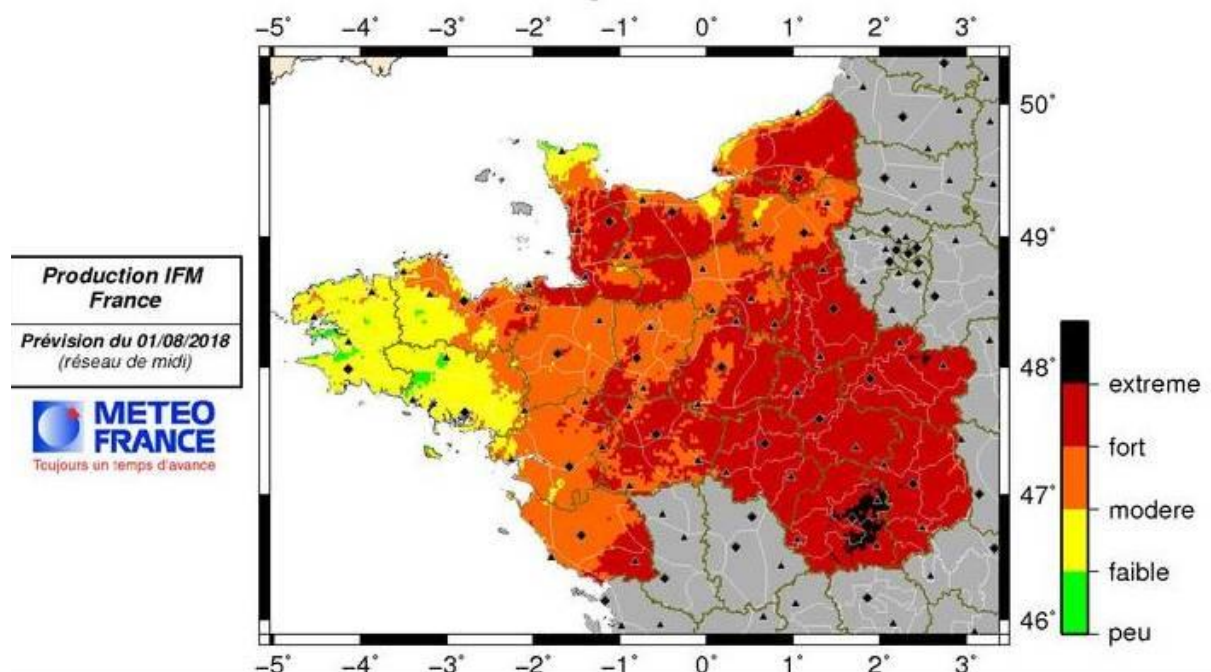 −5° −4° −3° −2° −1° 0° 1° 2° 3°
50°
49°
48°
47°
46°
−5° −4° −3° −2° −1° 0° 1° 2° 3°
Production IFM
France
Prévision du 01/08/2018
(réseau de midi)
METEO
FRANCE
Toujours un temps d'avance
extreme
fort
modere
faible
peu